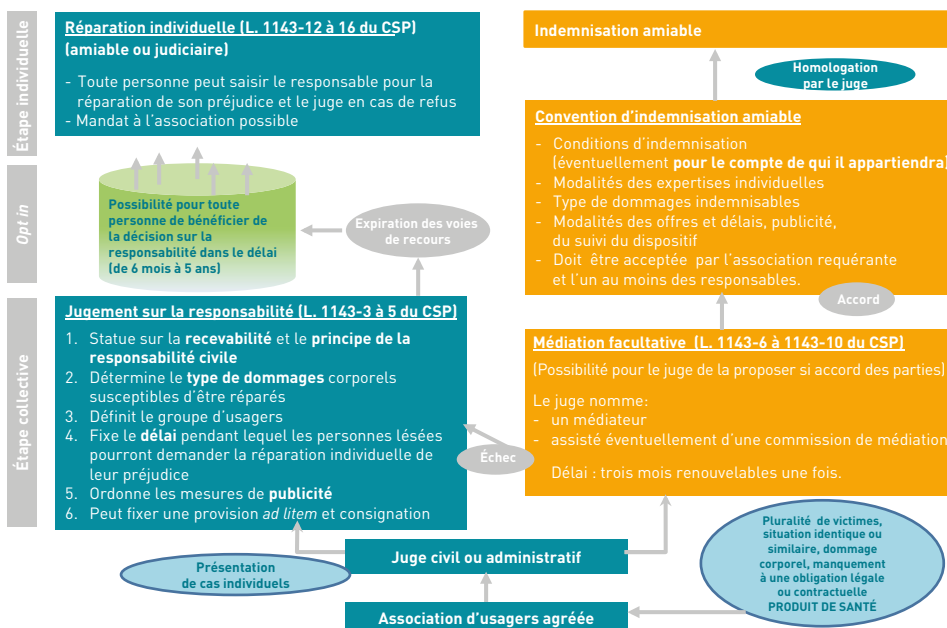 Étape individuelle
Réparation individuelle (L. 1143-12 à 16 du CSP)
(amiable ou judiciaire)
- Toute personne peut saisir le responsable pour la
réparation de son préjudice et le juge en cas de refus
- Mandat à l'association possible
Indemnisation amiable
Homologation
par le juge
Convention d'indemnisation amiable
- Conditions d'indemnisation
(éventuellement pour le compte de qui il appartiendra)
- Modalités des expertises individuelles
- Type de dommages indemnisables
- Modalités des offres et délais, publicité,
du suivi du dispositif
- Doit être acceptée par l'association requérante
et l'un au moins des responsables.
Opt in
Possibilité pour toute
personne de bénéficier de
la décision sur la
responsabilité dans le délai
(de 6 mois à 5 ans)
Expiration des voies
de recours
Accord
Étape collective
Jugement sur la responsabilité (L. 1143-3 à 5 du CSP)
1. Statue sur la recevabilité et le principe de la
responsabilité civile
2. Détermine le type de dommages corporels
susceptibles d'être réparés
3. Définit le groupe d'usagers
4. Fixe le délai pendant lequel les personnes lésées
pourront demander la réparation individuelle de
leur préjudice
5. Ordonne les mesures de publicité
6. Peut fixer une provision ad litem et consignation
Échec
Médiation facultative (L. 1143-6 à 1143-10 du CSP)
(Possibilité pour le juge de la proposer si accord des parties)
Le juge nomme:
- un médiateur
- assisté éventuellement d'une commission de médiation
Délai : trois mois renouvelables une fois.
Présentation
de cas individuels
Juge civil ou administratif
Association d'usagers agréée
Pluralité de victimes,
situation identique ou
similaire, dommage
corporel, manquement
à une obligation légale
ou contractuelle
PRODUIT DE SANTÉ